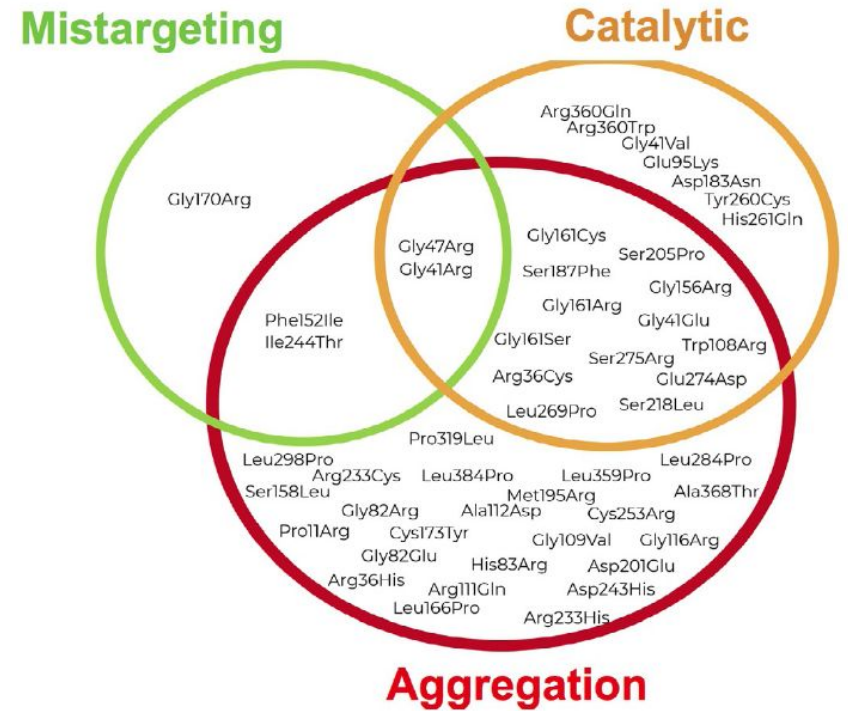 Mistargeting
Catalytic
Arg360Gln
Arg360Trp
Gly41Val
Glu95Lys
Asp183Asn
Tyr260Cys
His261Gln
Gly170Arg
Gly47Arg
Gly41Arg
Phe152Ile
Ile244Thr
Gly161Cys
Ser205Pro
Ser187Phe
Gly156Arg
Gly161Arg
Gly41Glu
Gly161Ser
Trp108Arg
Ser275Arg
Arg36Cys
Glu274Asp
Leu269Pro
Ser218Leu
Pro319Leu
Leu298Pro
Leu284Pro
Arg233Cys
Leu384Pro
Leu359Pro
Ser158Leu
Met195Arg
Ala368Thr
Gly82Arg
Ala112Asp
Cys253Arg
Pro11Arg
Cys173Tyr
Gly109Val
Gly116Arg
Gly82Glu
His83Arg
Asp201Glu
Arg36His
Arg111Gln
Asp243His
Leu166Pro
Arg233His
Aggregation